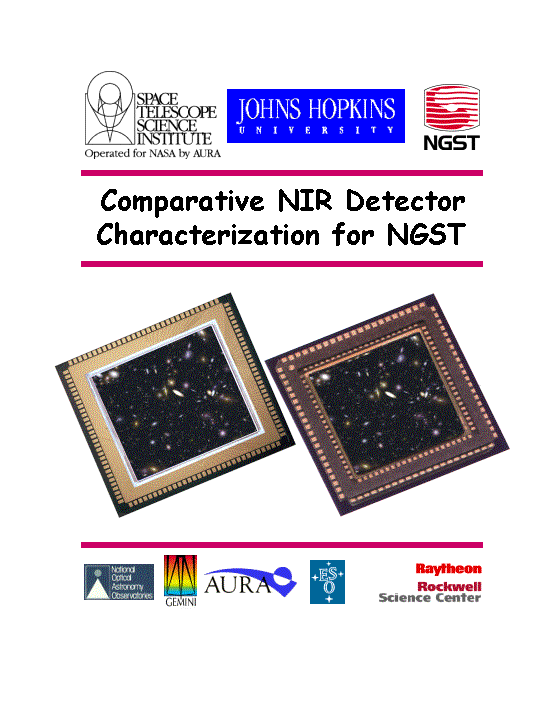 SPACE
TELESCOPE
SCIENCE
INSTITUTE
Operated for NASA by AURA
JOHNS HOPKINS
UNIVERSITY
NGST
Comparative NIR Detector
Characterization for NGST
National
Optical
Astronomy
Observatories
GEMINI
AURA
ES
O
Raytheon
Rockwell
Science Center